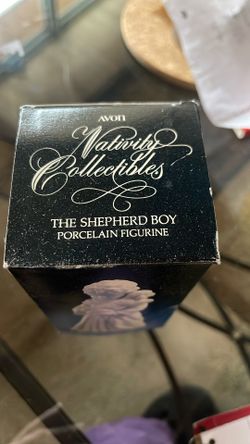 AVON
Nativity
Collectibles
THE SHEPHERD BOY
PORCELAIN FIGURINE